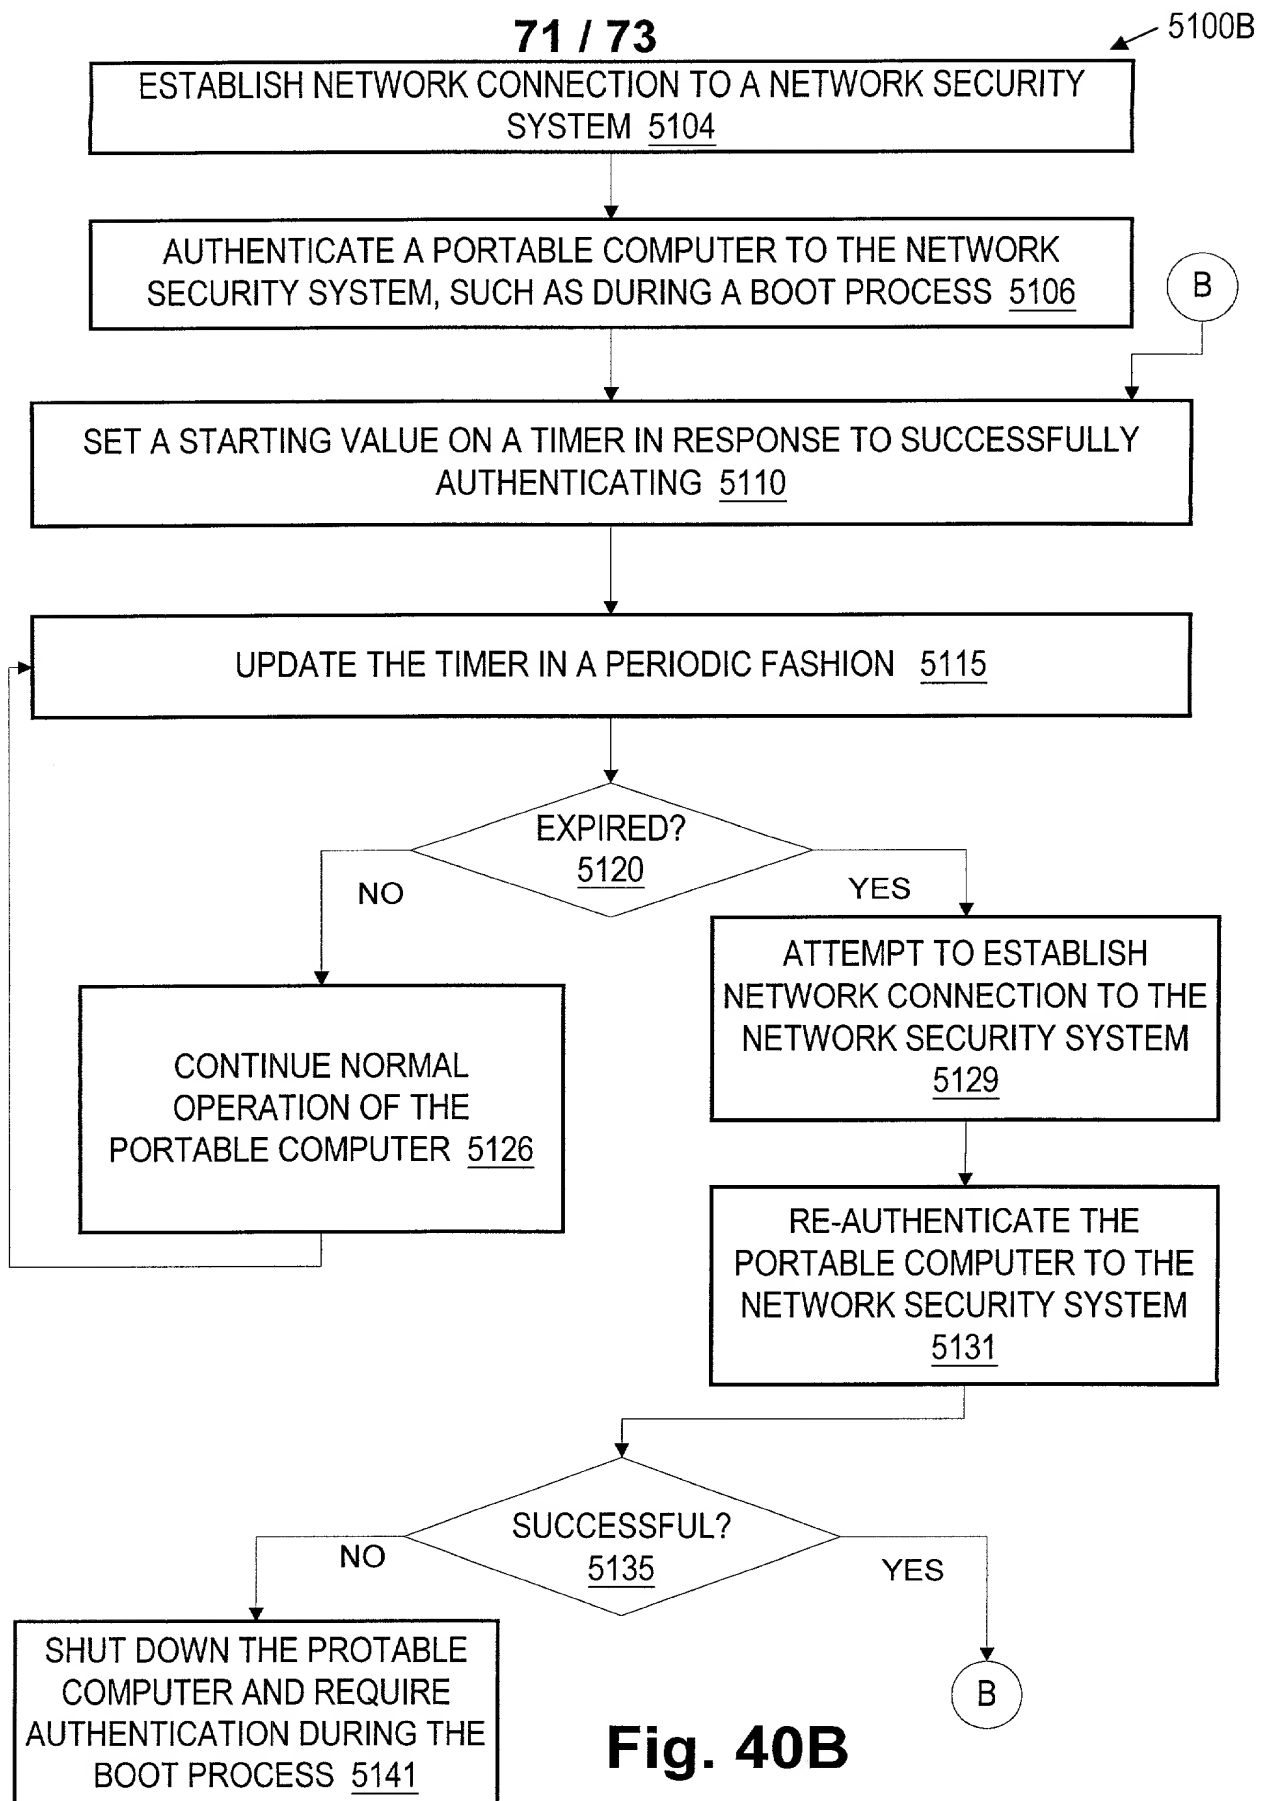 71 / 73
5100B
ESTABLISH NETWORK CONNECTION TO A NETWORK SECURITY
SYSTEM 5104
AUTHENTICATE A PORTABLE COMPUTER TO THE NETWORK
SECURITY SYSTEM, SUCH AS DURING A BOOT PROCESS 5106
B
SET A STARTING VALUE ON A TIMER IN RESPONSE TO SUCCESSFULLY
AUTHENTICATING 5110
UPDATE THE TIMER IN A PERIODIC FASHION 5115
EXPIRED?
5120
NO
YES
CONTINUE NORMAL
OPERATION OF THE
PORTABLE COMPUTER 5126
ATTEMPT TO ESTABLISH
NETWORK CONNECTION TO THE
NETWORK SECURITY SYSTEM
5129
RE-AUTHENTICATE THE
PORTABLE COMPUTER TO THE
NETWORK SECURITY SYSTEM
5131
SUCCESSFUL?
5135
NO
YES
SHUT DOWN THE PROTABLE
COMPUTER AND REQUIRE
AUTHENTICATION DURING THE
BOOT PROCESS 5141
B
Fig. 40B